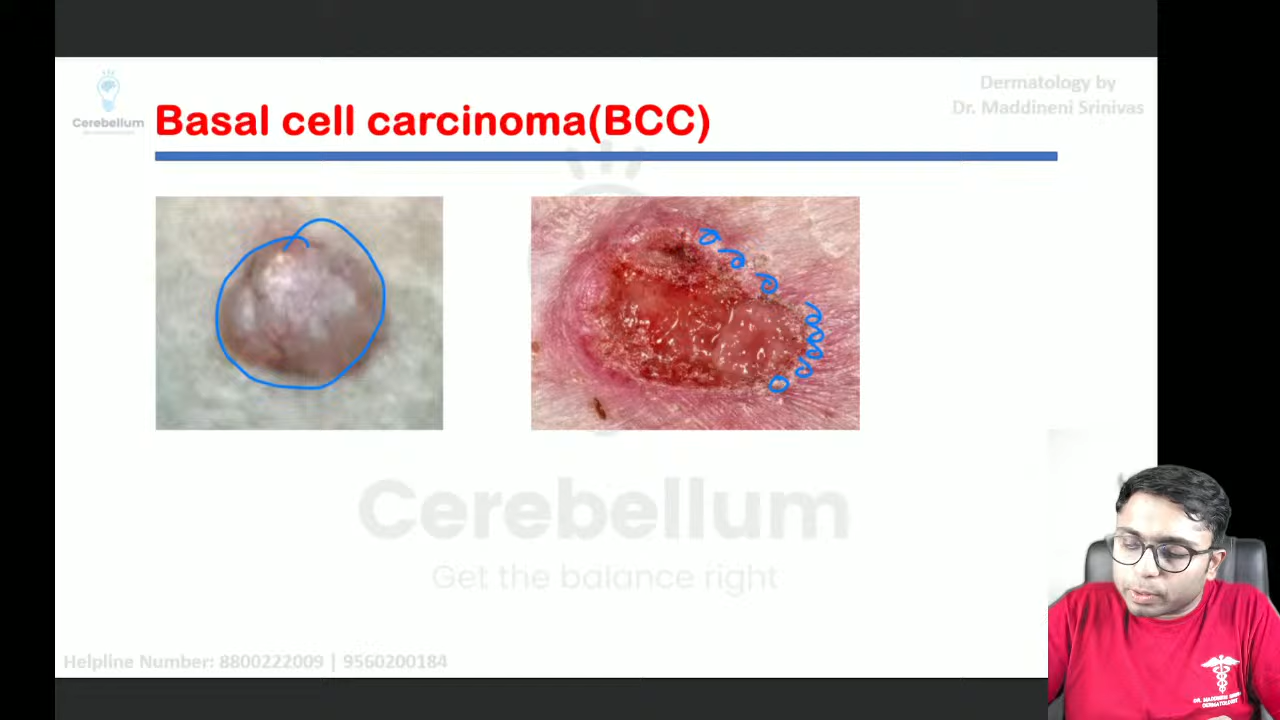 Cerebellum
Basal cell carcinoma(BCC)
Dermatology by
Dr. Maddineni Srinivas
Cerebellum
Get the balance right
Helpline Number: 8800222009 | 9560200184
DERMATOLOGIST